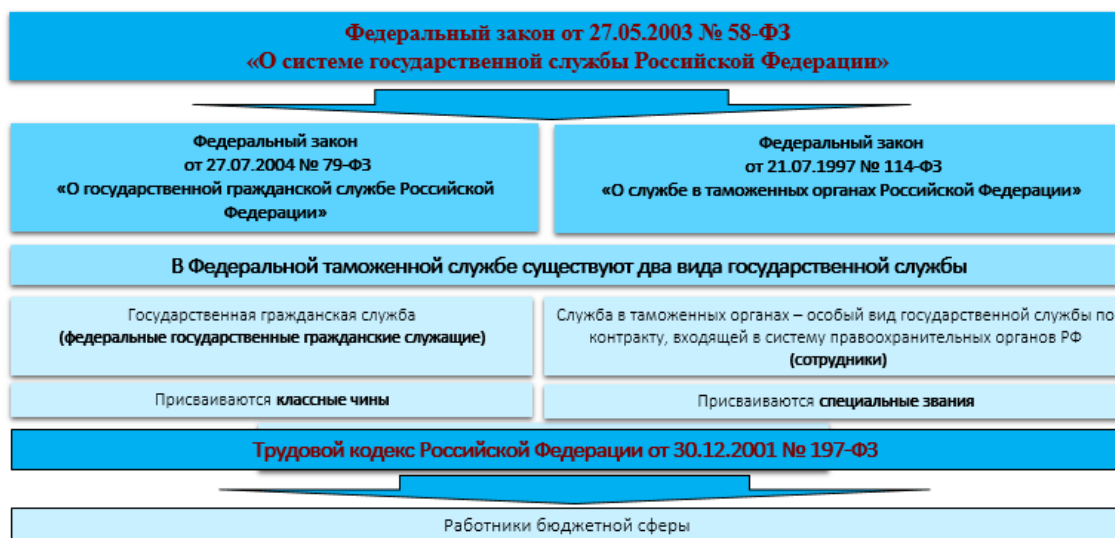 Федеральный закон от 27.05.2003 № 58-ФЗ
«О системе государственной службы Российской Федерации»
Федеральный закон
от 27.07.2004 № 79-ФЗ
«О государственной гражданской службе Российской
Федерации»
Федеральный закон
от 21.07.1997 № 114-ФЗ
«О службе в таможенных органах Российской Федерации»
В Федеральной таможенной службе существуют два вида государственной службы
Государственная гражданская служба
(федеральные государственные гражданские служащие)
Служба в таможенных органах – особый вид государственной службы по
контракту, входящей в систему правоохранительных органов РФ
(сотрудники)
Присваиваются классные чины
Присваиваются специальные звания
Трудовой кодекс Российской Федерации от 30.12.2001 № 197-ФЗ
Работники бюджетной сферы